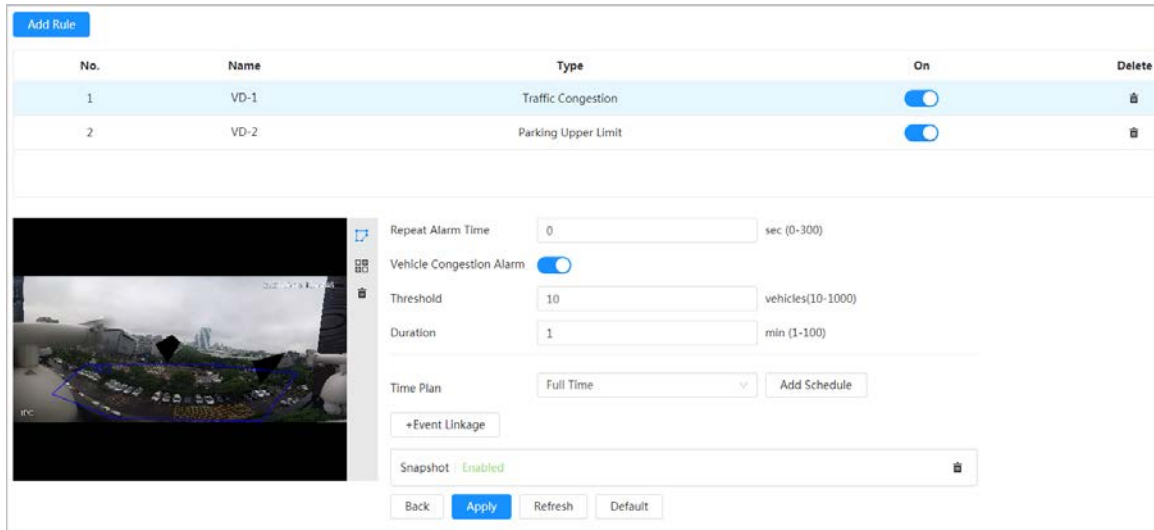 Add Rule
No. Name Type On Delete
1 VD-1 Traffic Congestion
2 VD-2 Parking Upper Limit
Repeat Alarm Time 0 sec (0-300)
Vehicle Congestion Alarm
Threshold 10 vehicles(10-1000)
Duration 1 min (1-100)
Time Plan Full Time Add Schedule
IPC
+Event Linkage
Snapshot Enabled
Back Apply Refresh Default